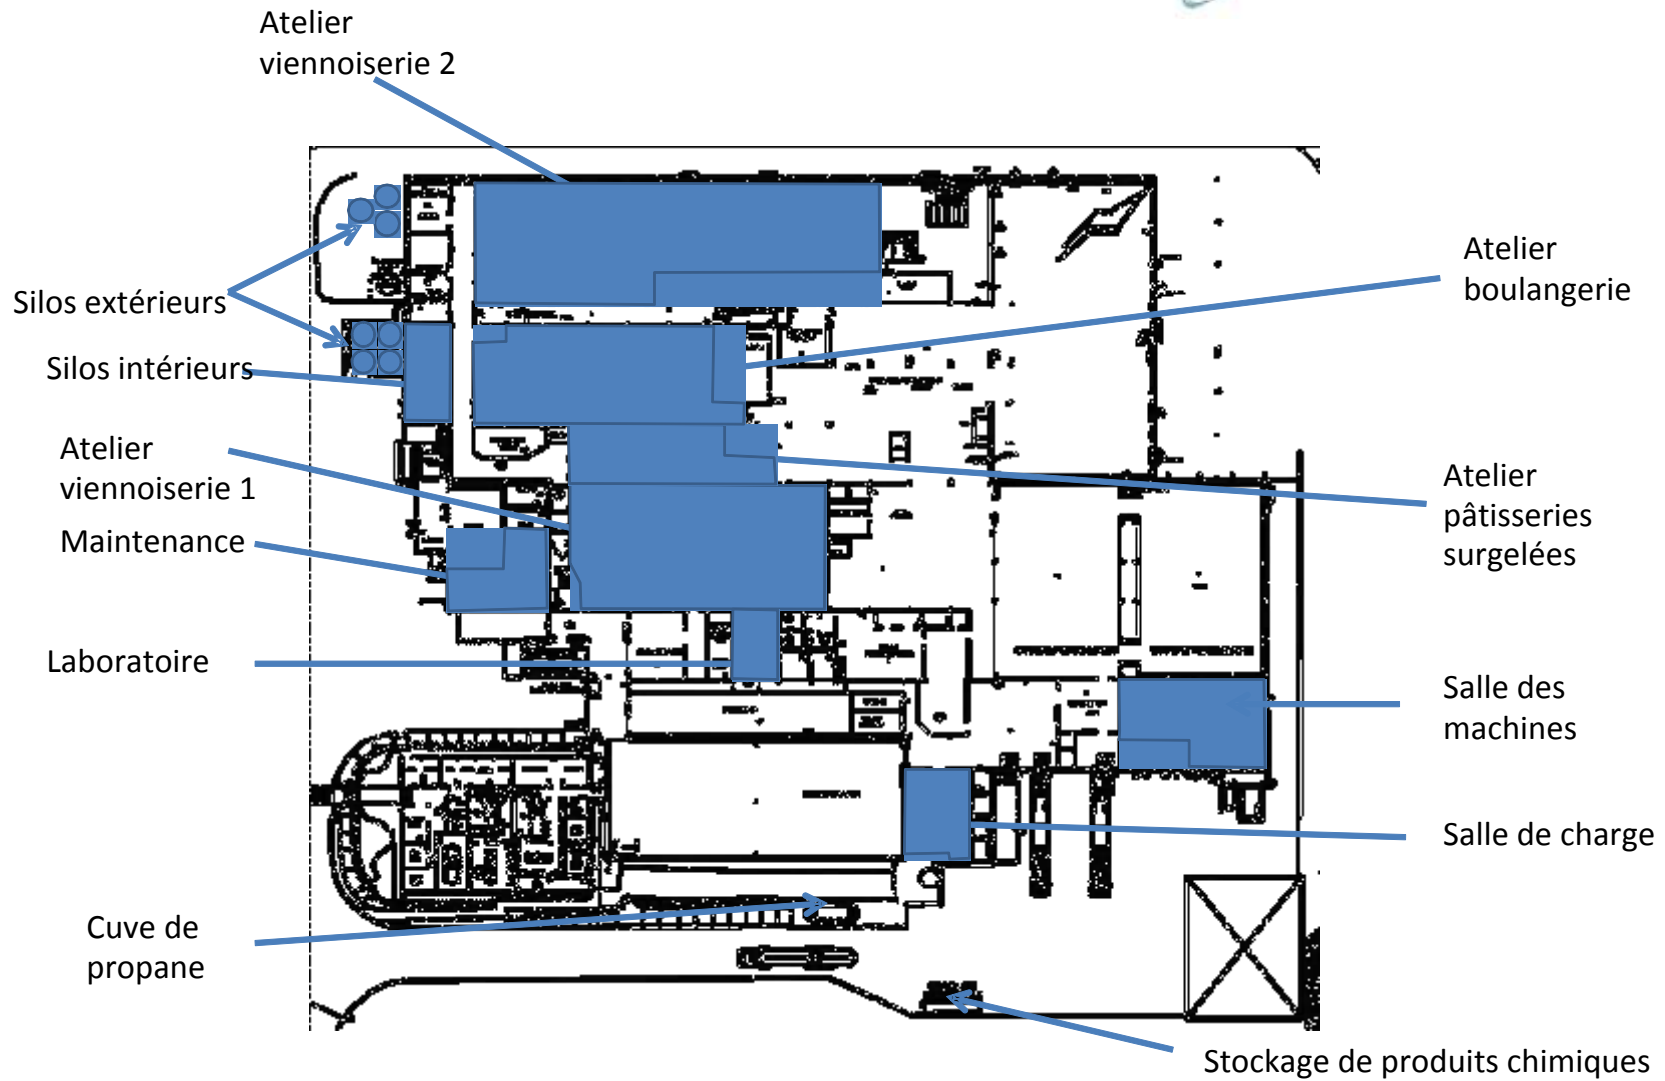 Atelier
viennoiserie 2
Atelier
boulangerie
Silos extérieurs
Silos intérieurs
Atelier
viennoiserie 1
Maintenance
Atelier
pâtisseries
surgelées
Laboratoire
Salle des
machines
Salle de charge
Cuve de
propane
Stockage de produits chimiques